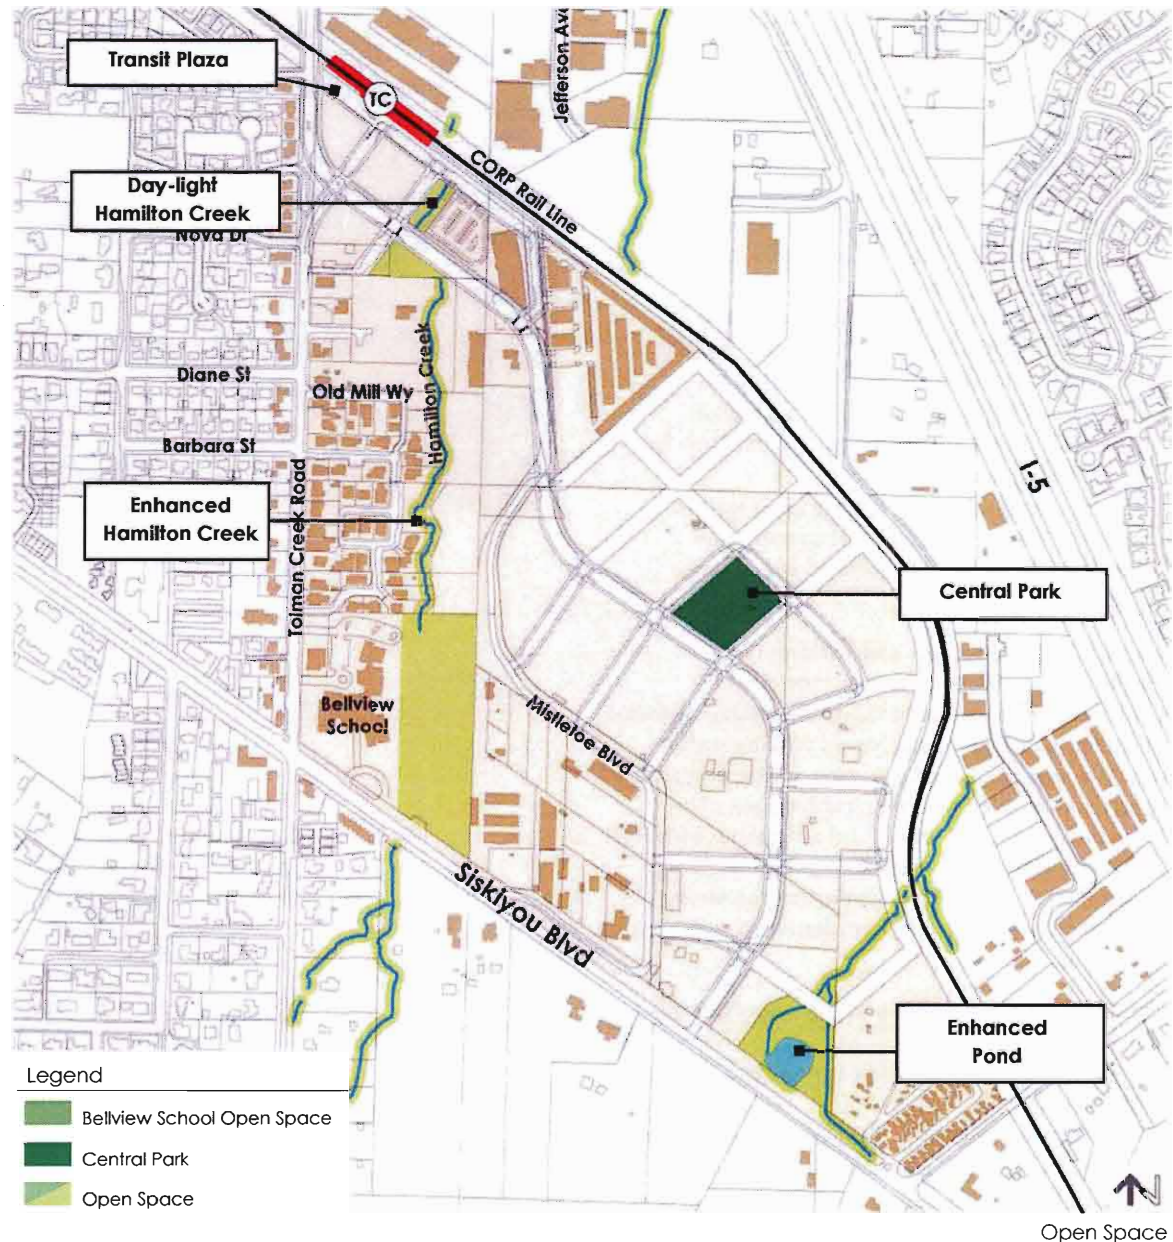 Jefferson Ave
Transit Plaza
TC
CORP Rail Line
Day-light
Hamilton Creek
Nova Dr
Diane St
Old Mill Wy
Hamilton Creek
Barbara St
I-5
Enhanced
Hamilton Creek
Tolman Creek Road
Central Park
Bellview
School
Mistletoe Blvd
Siskiyou Blvd
Enhanced
Pond
Legend
Bellview School Open Space
Central Park
Open Space
N
Open Space